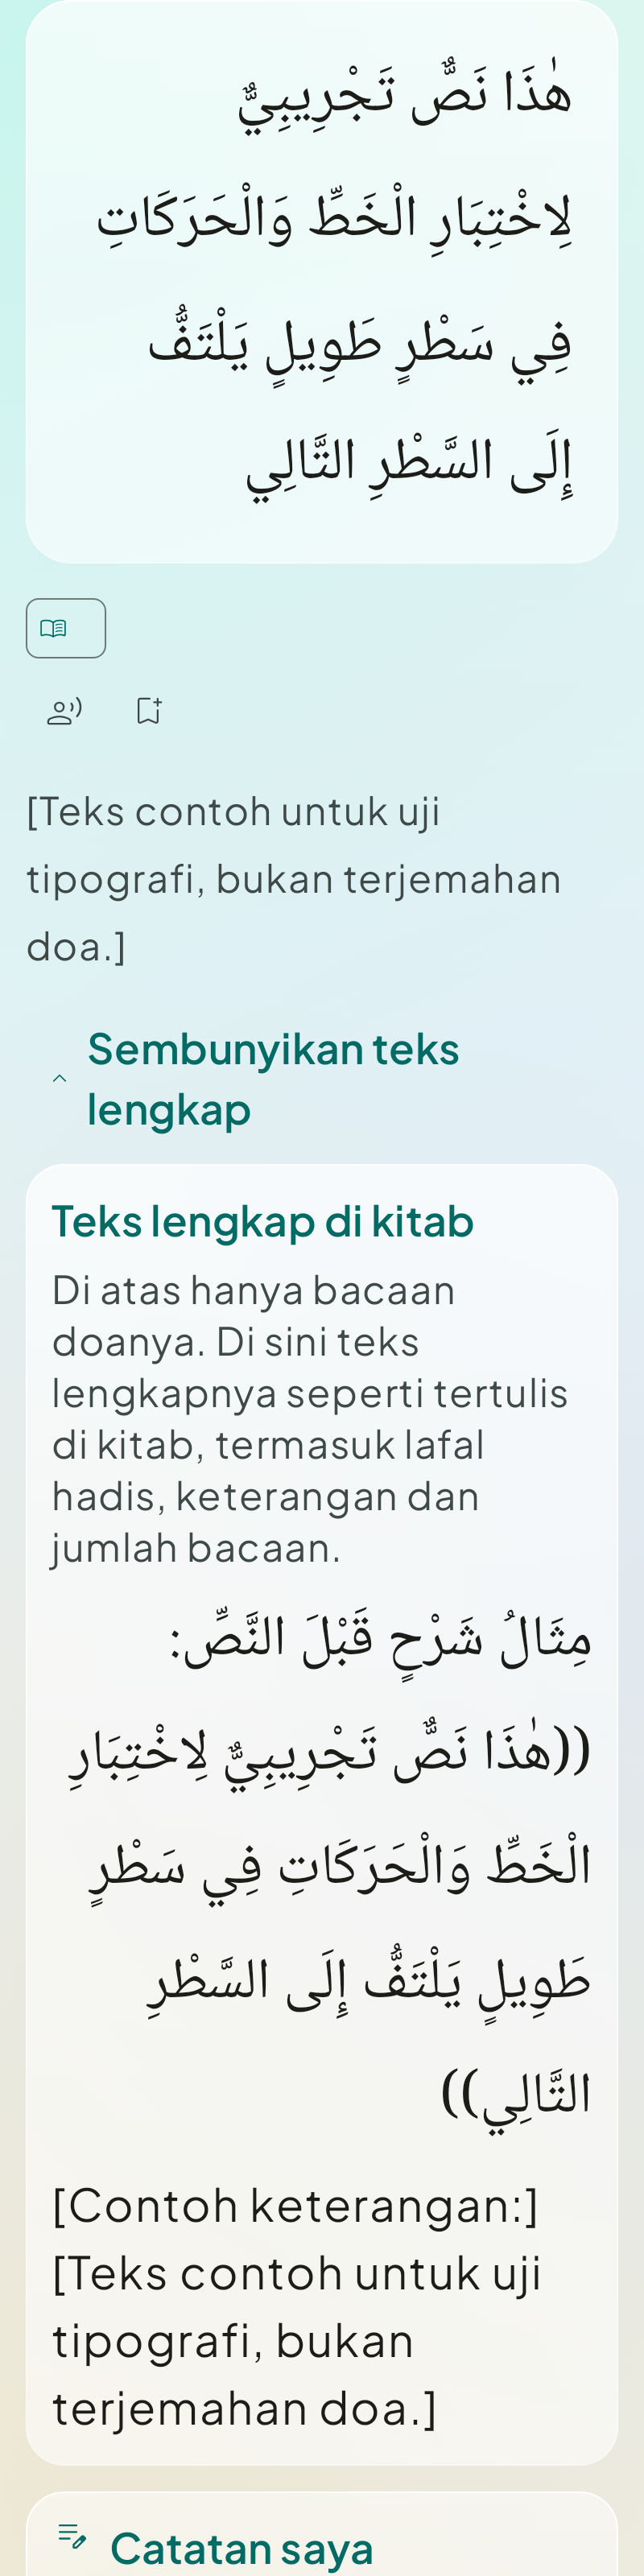 هٰذَا نَصٌّ تَجْرِيبِيٌّ
لِاخْتِبَارِ الْخَطِّ وَالْحَرَكَاتِ
فِي سَطْرٍ طَوِيلٍ يَلْتَفُّ
إِلَى السَّطْرِ التَّالِي
[Teks contoh untuk uji
tipografi, bukan terjemahan
doa.]
Sembunyikan teks
lengkap
Teks lengkap di kitab
Di atas hanya bacaan
doanya. Di sini teks
lengkapnya seperti tertulis
di kitab, termasuk lafal
hadis, keterangan dan
jumlah bacaan.
مِثَالُ شَرْحٍ قَبْلَ النَّصِّ:
((هٰذَا نَصٌّ تَجْرِيبِيٌّ لِاخْتِبَارِ
الْخَطِّ وَالْحَرَكَاتِ فِي سَطْرٍ
طَوِيلٍ يَلْتَفُّ إِلَى السَّطْرِ
التَّالِي))
[Contoh keterangan:]
[Teks contoh untuk uji
tipografi, bukan
terjemahan doa.]
Catatan saya